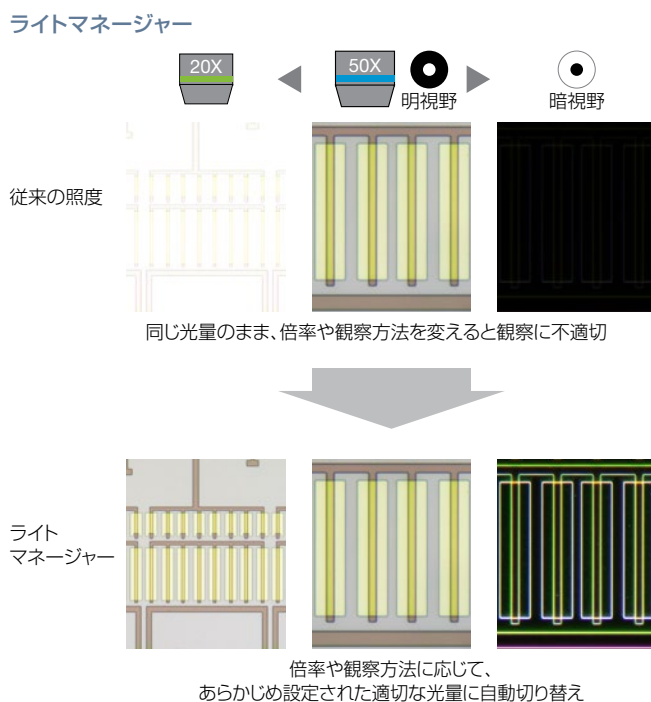 ライトマネージャー
20X
50X
明視野
暗視野
従来の照度
同じ光量のまま、倍率や観察方法を変えると観察に不適切
ライト
マネージャー
倍率や観察方法に応じて、
あらかじめ設定された適切な光量に自動切り替え